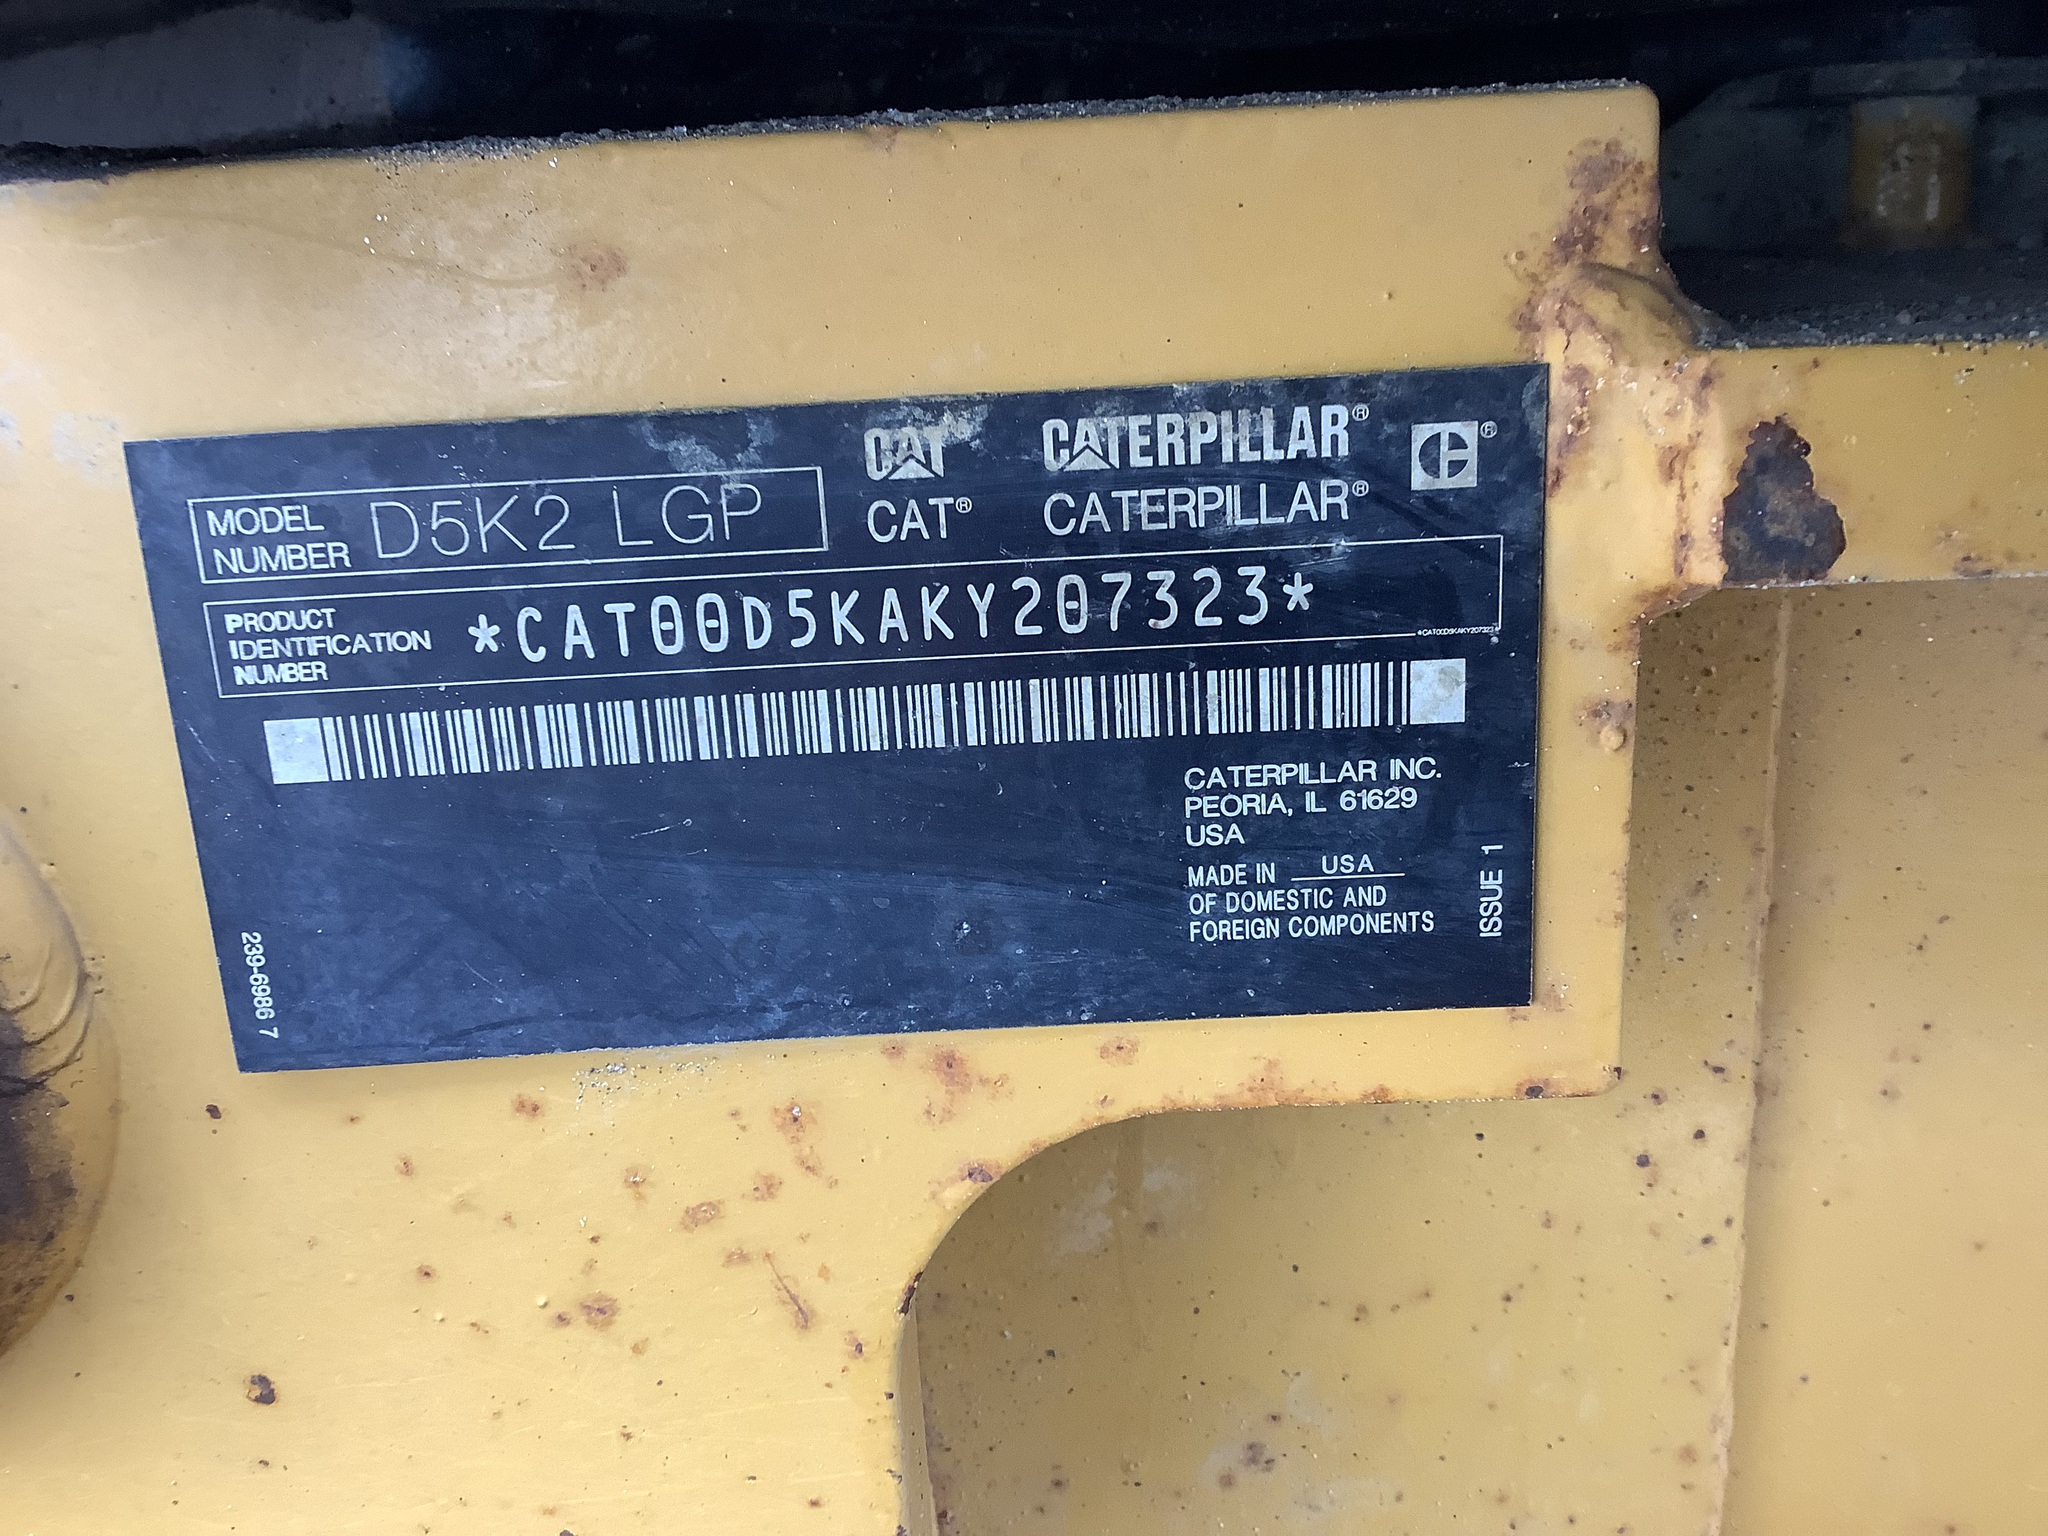 CAT CATERPILLAR®
CAT® CATERPILLAR®
MODEL NUMBER D5K2 LGP
PRODUCT IDENTIFICATION NUMBER *CAT00D5KAKY207323*
*CAT00D5KAKY207323*
CATERPILLAR INC.
PEORIA, IL 61629
USA
MADE IN USA
OF DOMESTIC AND
FOREIGN COMPONENTS
ISSUE 1
239-6986 7